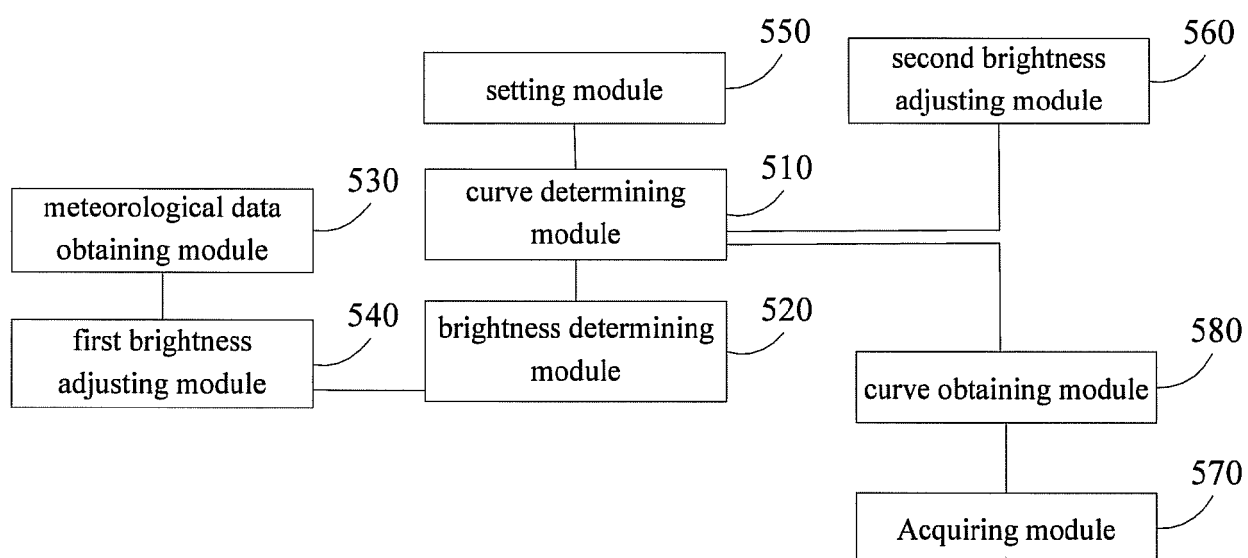 550
setting module
560
second brightness
adjusting module
510
curve determining
module
530
meteorological data
obtaining module
520
brightness determining
module
540
first brightness
adjusting module
580
curve obtaining module
570
Acquiring module